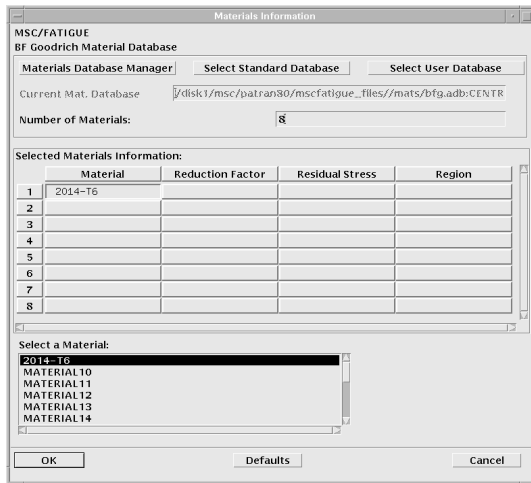 Materials Information
MSC/FATIGUE
BF Goodrich Material Database
Materials Database Manager Select Standard Database Select User Database
Current Mat. Database /disk1/msc/patran80/mscfatigue_files//mats/bfg.adb:CENTR
Number of Materials: 8
Selected Materials Information:
Material Reduction Factor Residual Stress Region
1 2014-T6
2
3
4
5
6
7
8
Select a Material:
2014-T6
MATERIAL10
MATERIAL11
MATERIAL12
MATERIAL13
MATERIAL14
OK Defaults Cancel